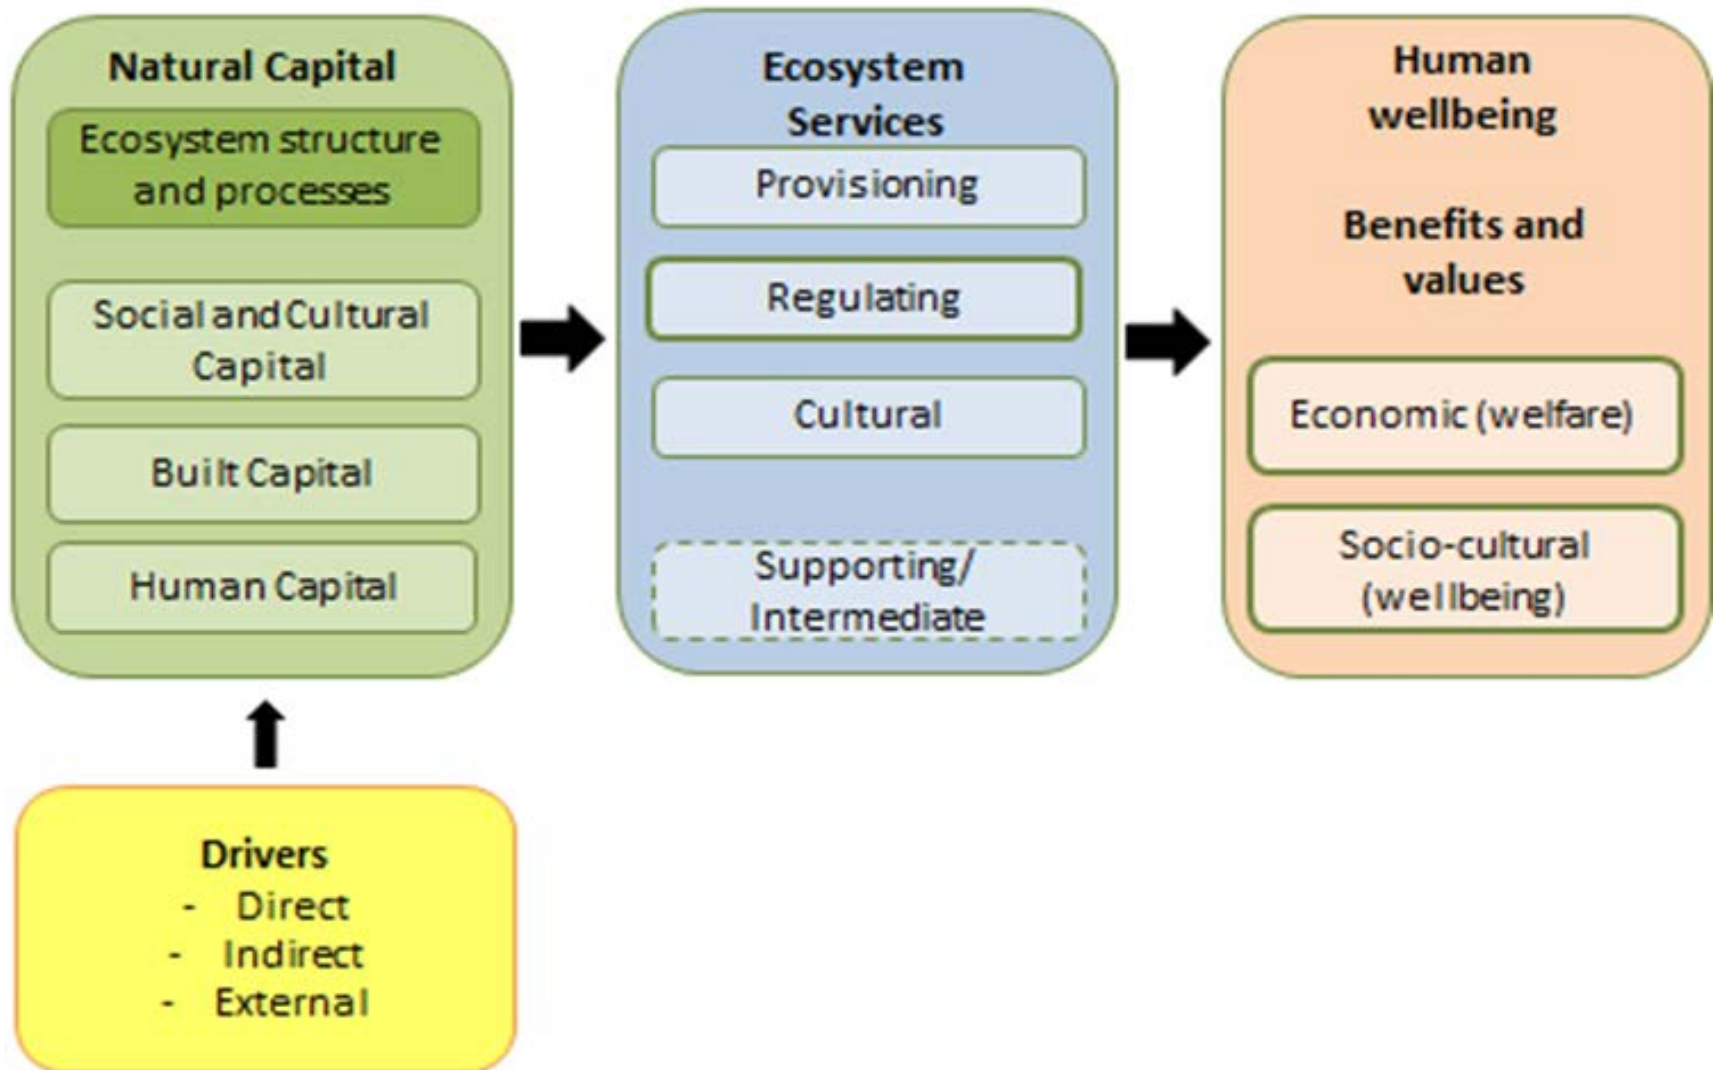 Natural Capital
Ecosystem structure
and processes
Social and Cultural
Capital
Built Capital
Human Capital
Ecosystem
Services
Provisioning
Regulating
Cultural
Supporting/
Intermediate
Human
wellbeing
Benefits and
values
Economic (welfare)
Socio-cultural
(wellbeing)
Drivers
- Direct
- Indirect
- External